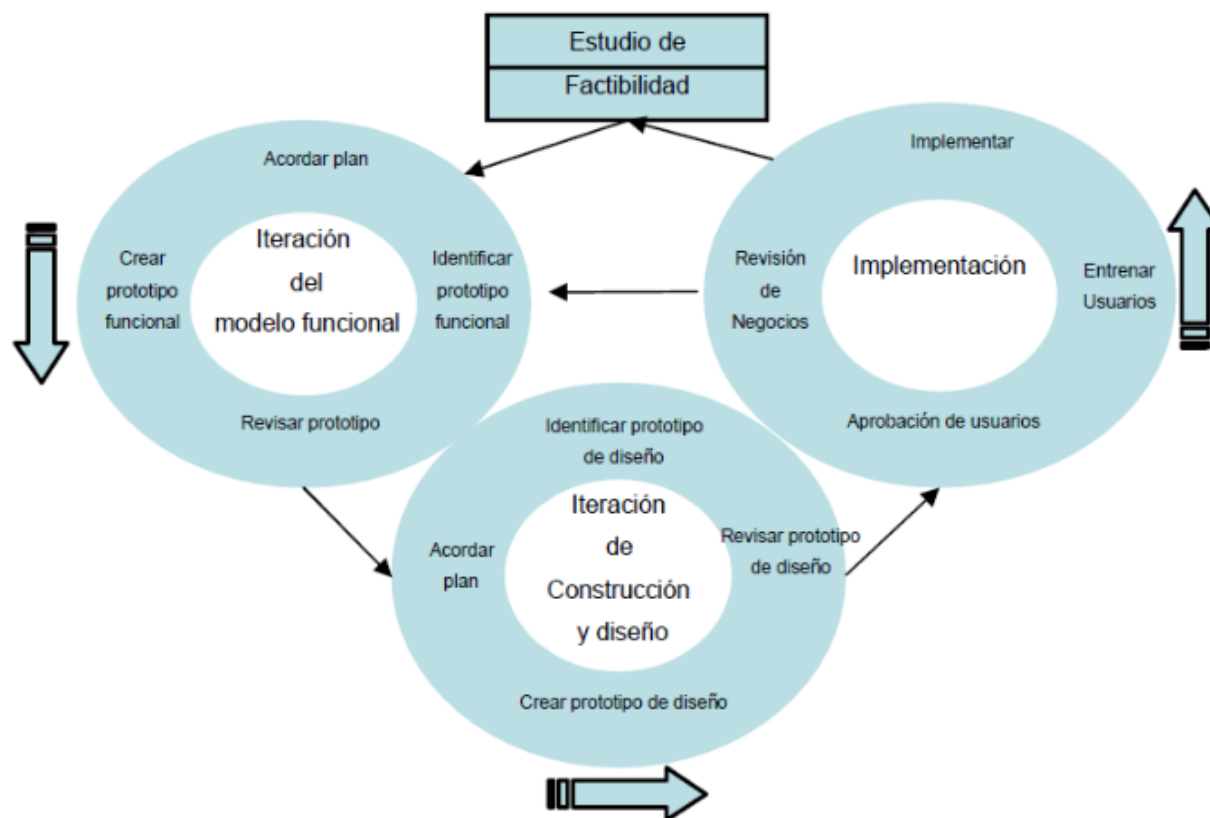 Estudio de
Factibilidad
Acordar plan
Crear
prototipo
funcional
Iteración
del
modelo funcional
Identificar
prototipo
funcional
Revisar prototipo
Implementar
Revisión
de
Negocios
Implementación
Entrenar
Usuarios
Aprobación de usuarios
Identificar prototipo
de diseño
Acordar
plan
Iteración
de
Construcción
y diseño
Revisar prototipo
de diseño
Crear prototipo de diseño